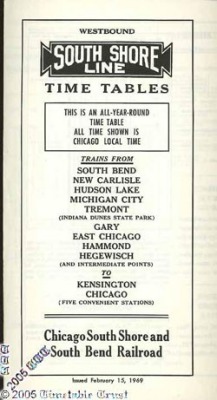 WESTBOUND
SOUTH SHORE
LINE
TIME TABLES
THIS IS AN ALL-YEAR-ROUND
TIME TABLE
ALL TIME SHOWN IS
CHICAGO LOCAL TIME
TRAINS FROM
SOUTH BEND
NEW CARLISLE
HUDSON LAKE
MICHIGAN CITY
TREMONT
(INDIANA DUNES STATE PARK)
GARY
EAST CHICAGO
HAMMOND
HEGEWISCH
(AND INTERMEDIATE POINTS)
TO
KENSINGTON
CHICAGO
(FIVE CONVENIENT STATIONS)
Chicago South Shore and
South Bend Railroad
Issued February 15, 1969
©2005 Timetable Trust